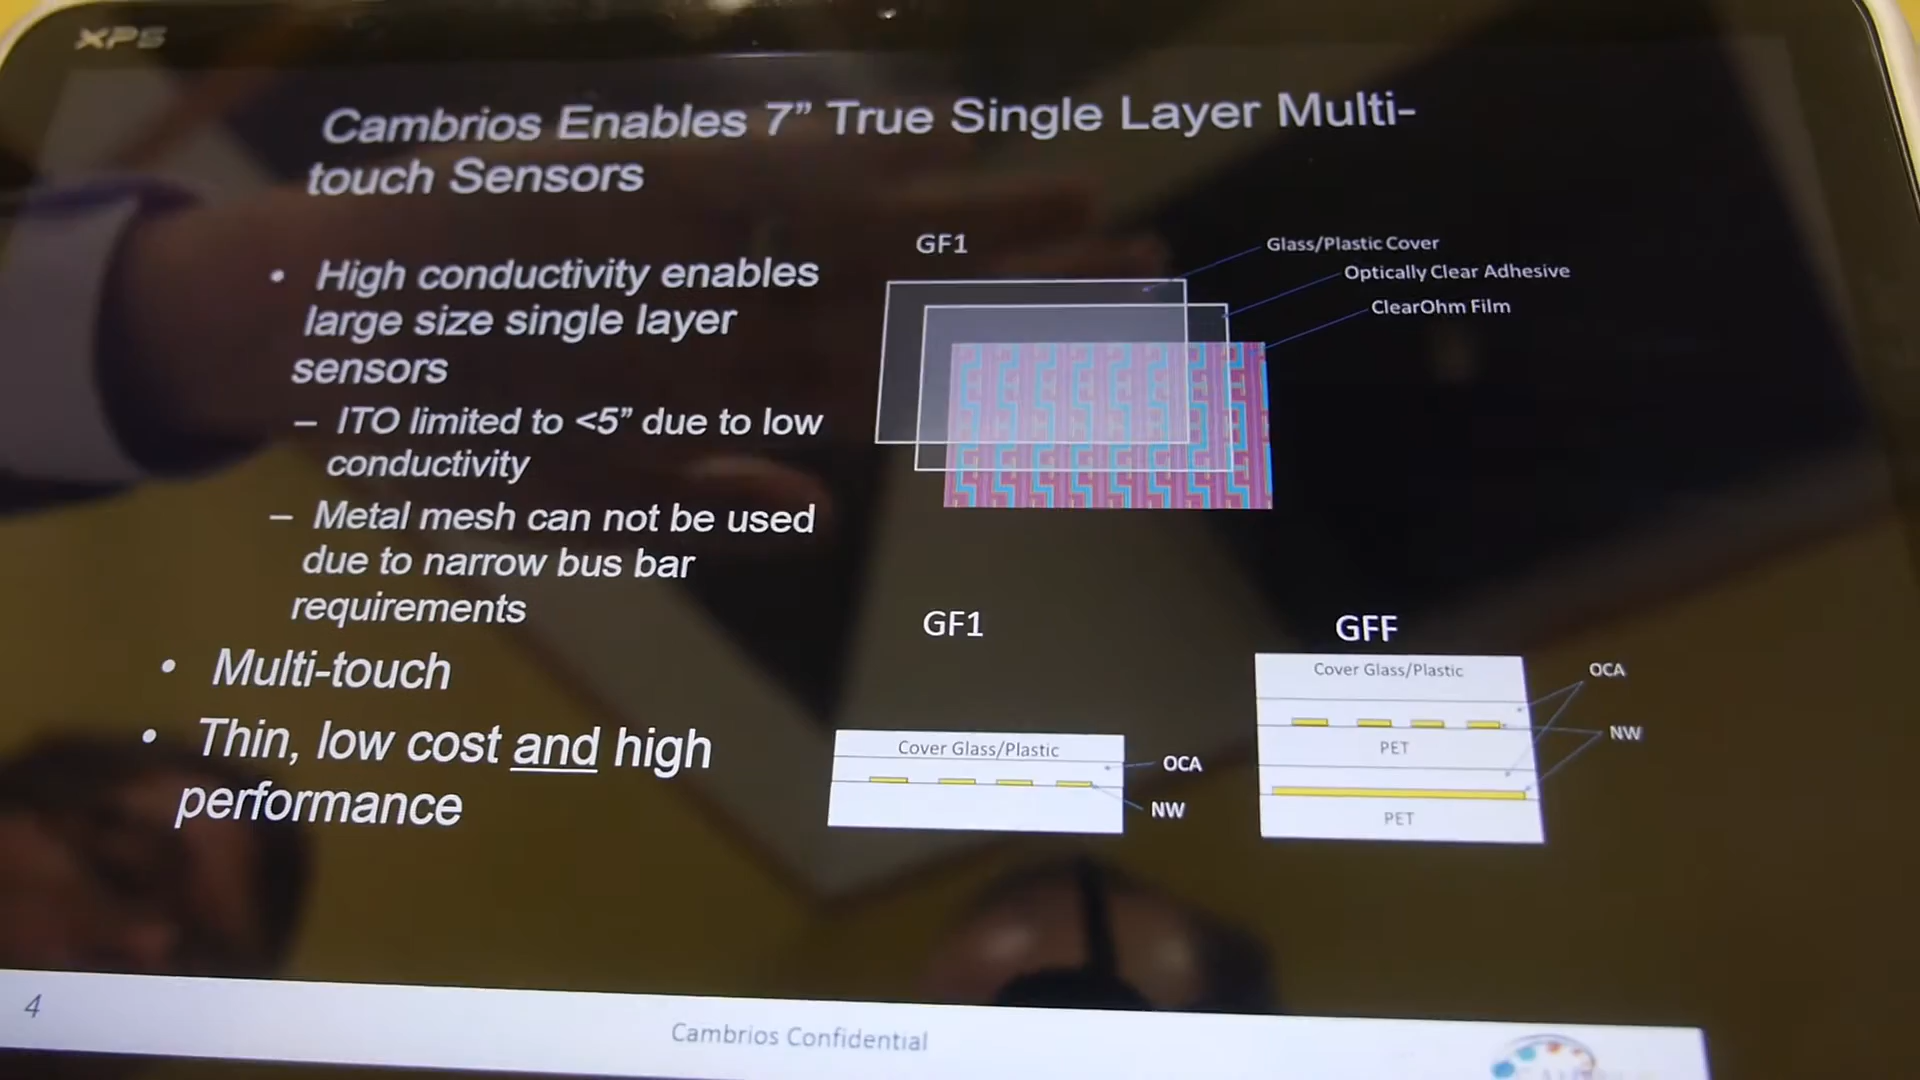 XPS
Cambrios Enables 7” True Single Layer Multi-
touch Sensors
• High conductivity enables
large size single layer
sensors
– ITO limited to <5” due to low
conductivity
– Metal mesh can not be used
due to narrow bus bar
requirements
• Multi-touch
• Thin, low cost and high
performance
GF1
Glass/Plastic Cover
Optically Clear Adhesive
ClearOhm Film
GF1
Cover Glass/Plastic
OCA
NW
GFF
Cover Glass/Plastic
OCA
NW
PET
PET
4
Cambrios Confidential